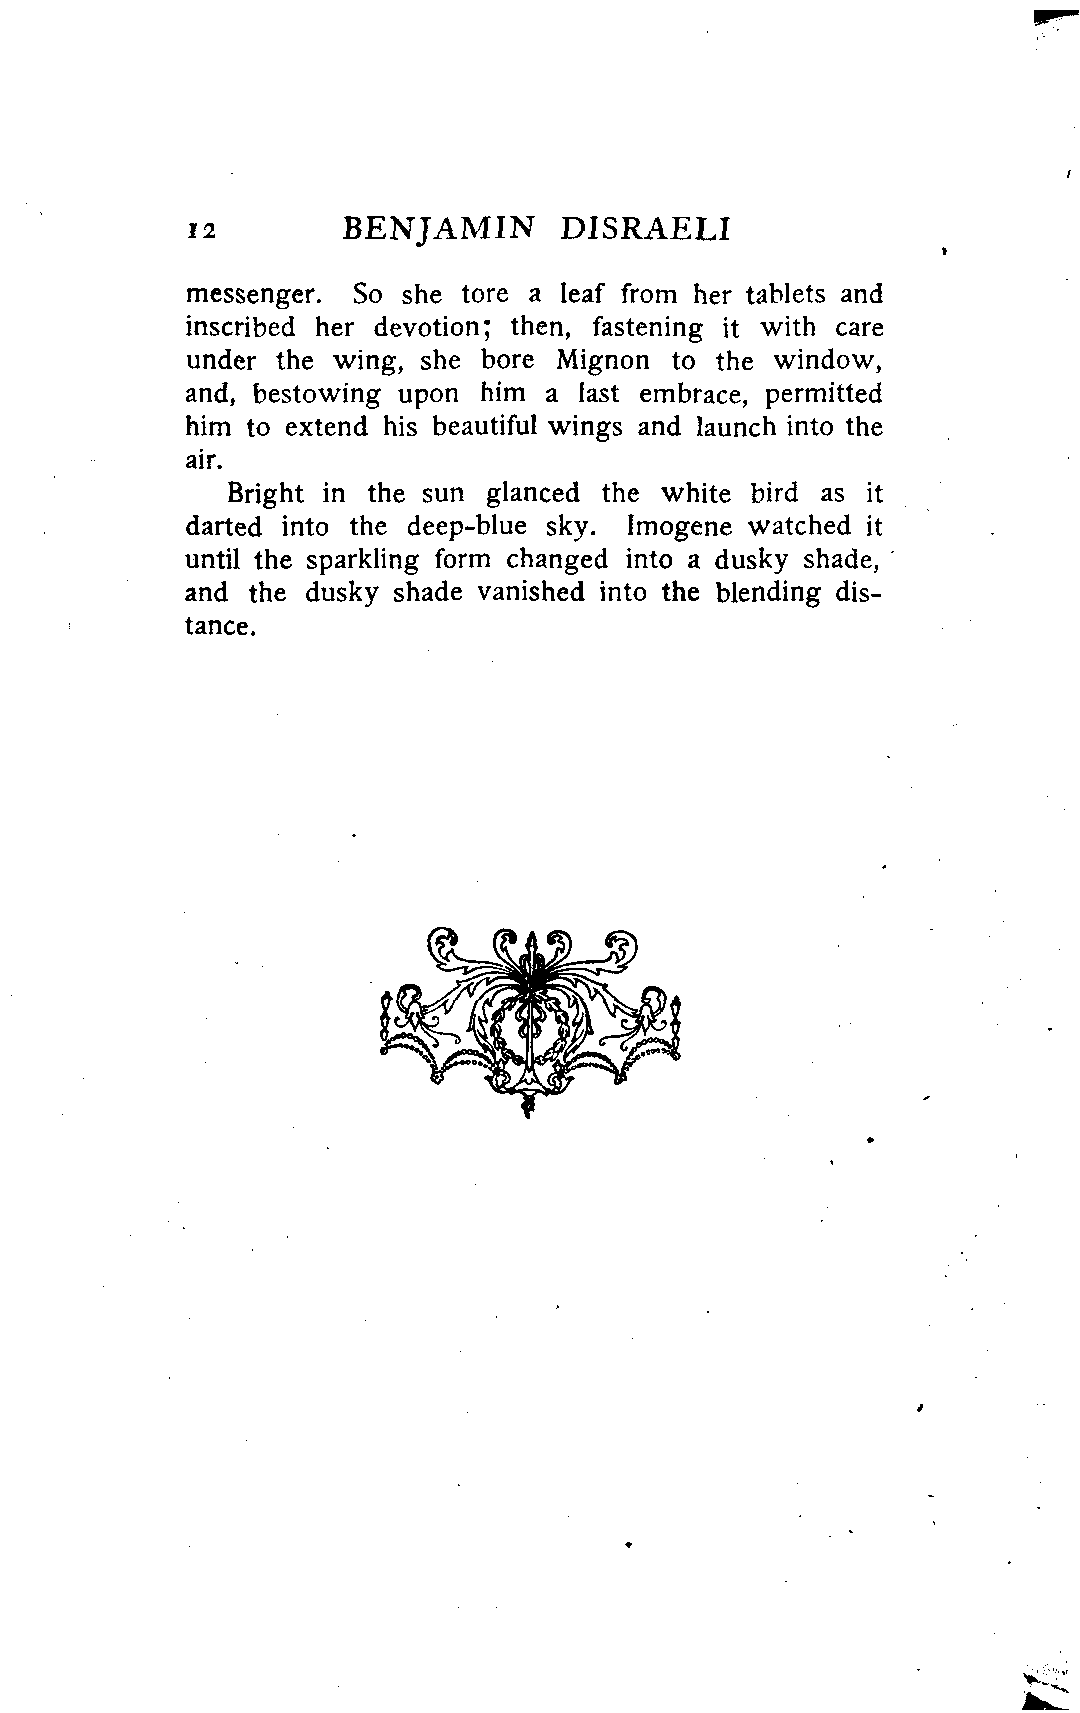 12 BENJAMIN DISRAELI
messenger. So she tore a leaf from her tablets and
inscribed her devotion; then, fastening it with care
under the wing, she bore Mignon to the window,
and, bestowing upon him a last embrace, permitted
him to extend his beautiful wings and launch into the
air.
Bright in the sun glanced the white bird as it
darted into the deep-blue sky. Imogene watched it
until the sparkling form changed into a dusky shade,
and the dusky shade vanished into the blending dis-
tance.